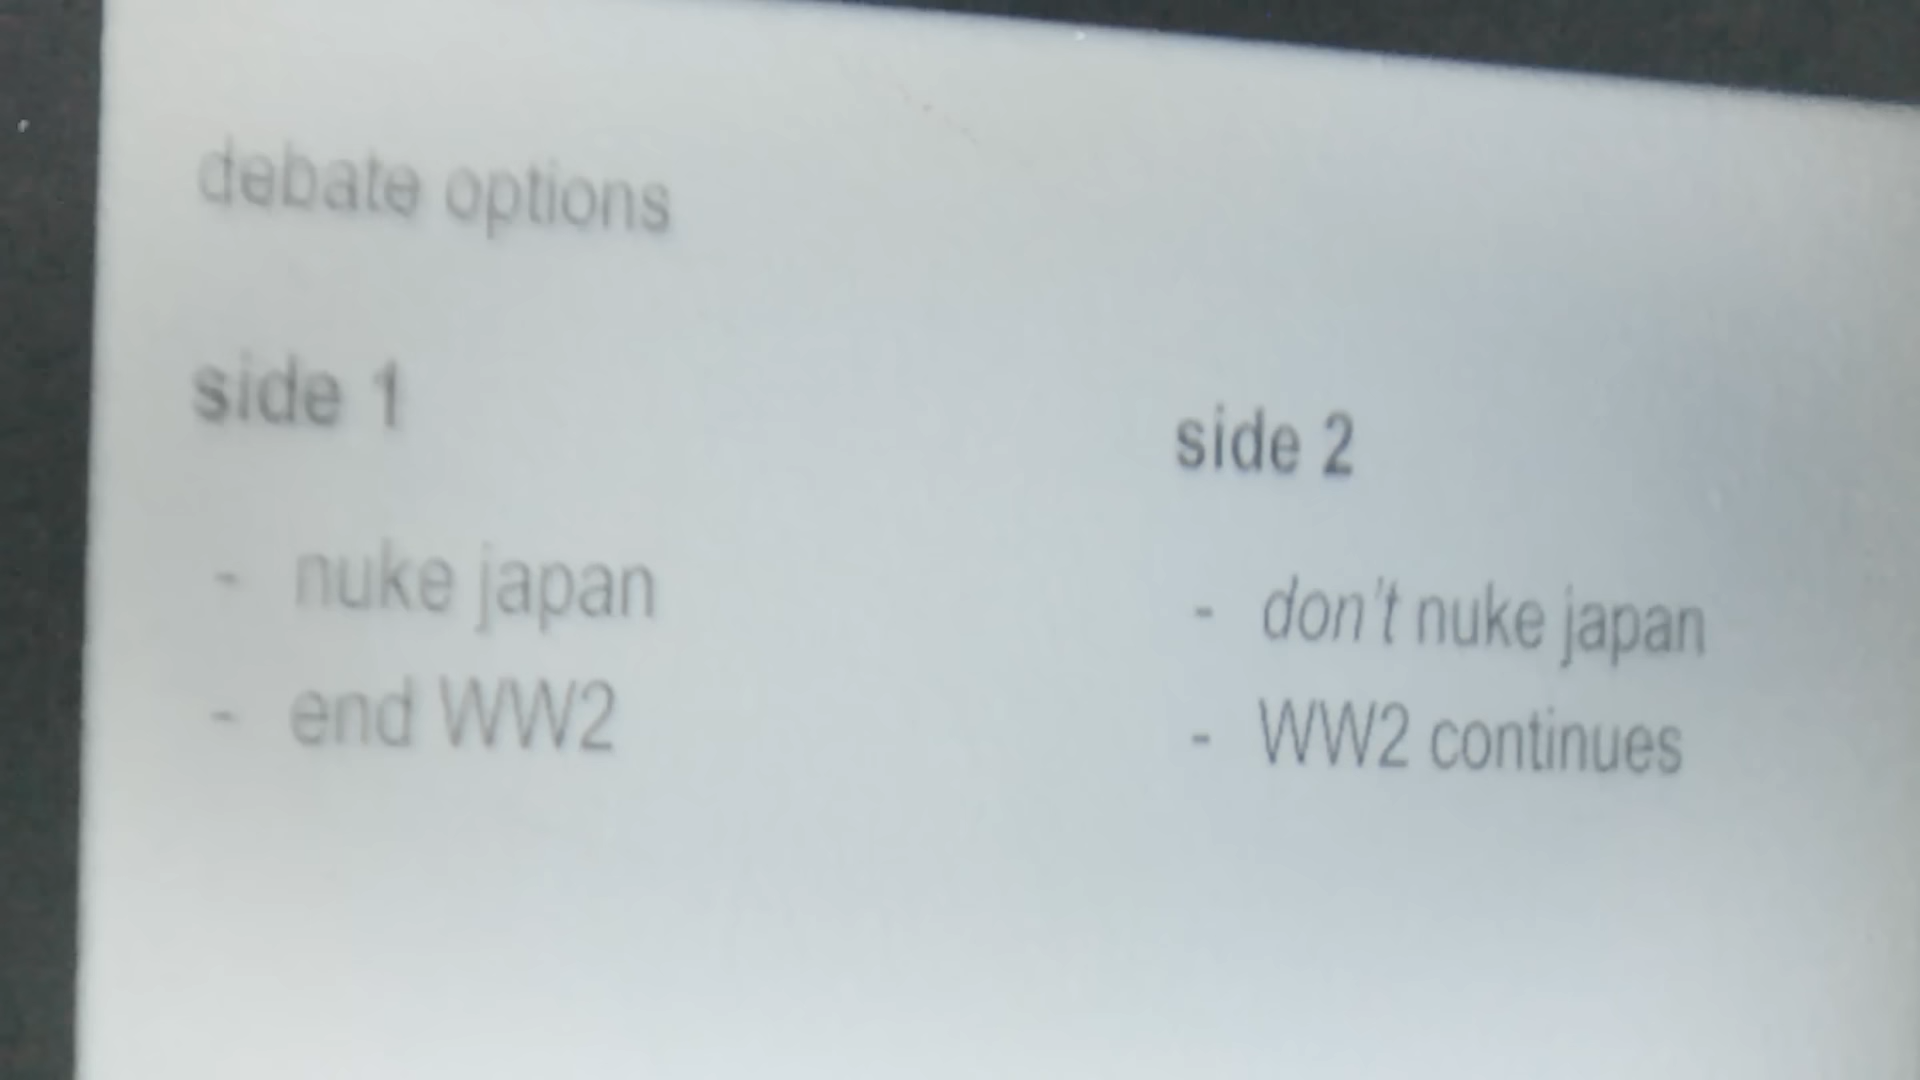 debate options
side 1
- nuke japan
- end WW2
side 2
- don't nuke japan
- WW2 continues